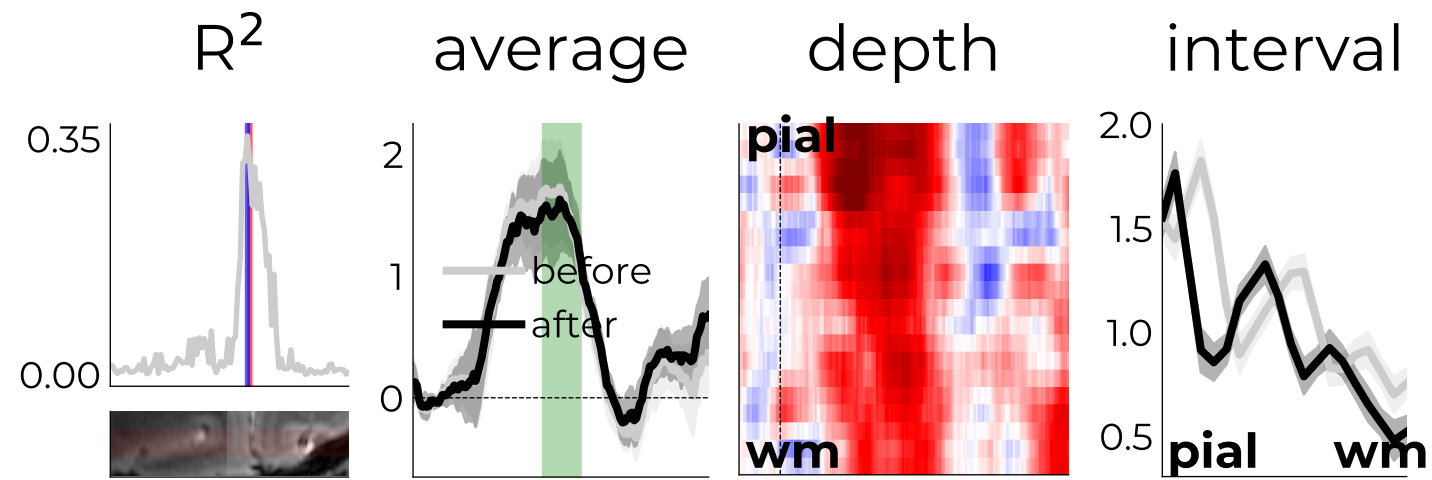 R²
average
depth
interval
0.35
0.00
2
1
0
before
after
pial
wm
2.0
1.5
1.0
0.5
pial
wm